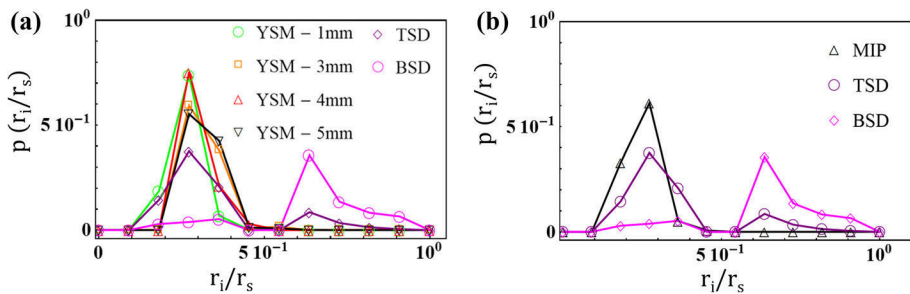 (a)
10⁰
5 10⁻¹
0
p (rᵢ/rₛ)
YSM – 1mm
YSM – 3mm
YSM – 4mm
YSM – 5mm
TSD
BSD
0
5 10⁻¹
10⁰
rᵢ/rₛ
(b)
10⁰
5 10⁻¹
0
p (rᵢ/rₛ)
MIP
TSD
BSD
5 10⁻¹
10⁰
rᵢ/rₛ